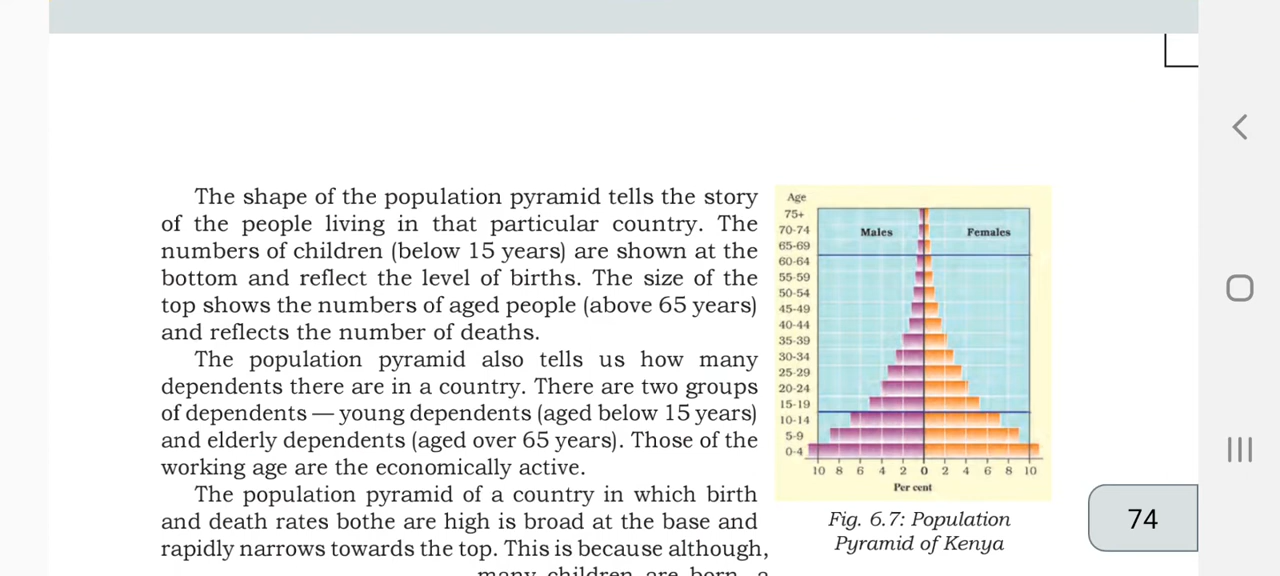 The shape of the population pyramid tells the story
of the people living in that particular country. The
numbers of children (below 15 years) are shown at the
bottom and reflect the level of births. The size of the
top shows the numbers of aged people (above 65 years)
and reflects the number of deaths.
The population pyramid also tells us how many
dependents there are in a country. There are two groups
of dependents — young dependents (aged below 15 years)
and elderly dependents (aged over 65 years). Those of the
working age are the economically active.
The population pyramid of a country in which birth
and death rates bothe are high is broad at the base and
rapidly narrows towards the top. This is because although,
many children are born, a
Age
75+
70-74
65-69
60-64
55-59
50-54
45-49
40-44
35-39
30-34
25-29
20-24
15-19
10-14
5-9
0-4
Males Females
10 8 6 4 2 0 2 4 6 8 10
Per cent
Fig. 6.7: Population
Pyramid of Kenya
74